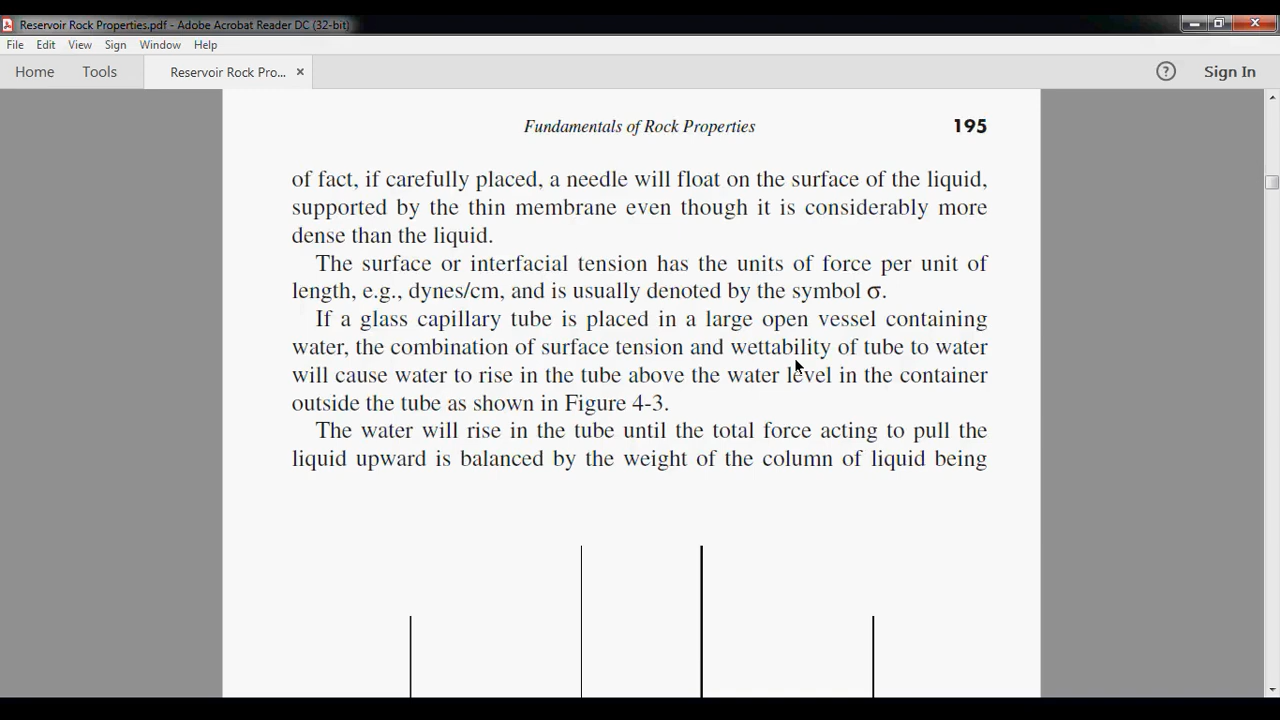 Reservoir Rock Properties.pdf - Adobe Acrobat Reader DC (32-bit)
File Edit View Sign Window Help
Home Tools Reservoir Rock Pro... × ? Sign In
Fundamentals of Rock Properties 195
of fact, if carefully placed, a needle will float on the surface of the liquid,
supported by the thin membrane even though it is considerably more
dense than the liquid.
The surface or interfacial tension has the units of force per unit of
length, e.g., dynes/cm, and is usually denoted by the symbol σ.
If a glass capillary tube is placed in a large open vessel containing
water, the combination of surface tension and wettability of tube to water
will cause water to rise in the tube above the water level in the container
outside the tube as shown in Figure 4-3.
The water will rise in the tube until the total force acting to pull the
liquid upward is balanced by the weight of the column of liquid being